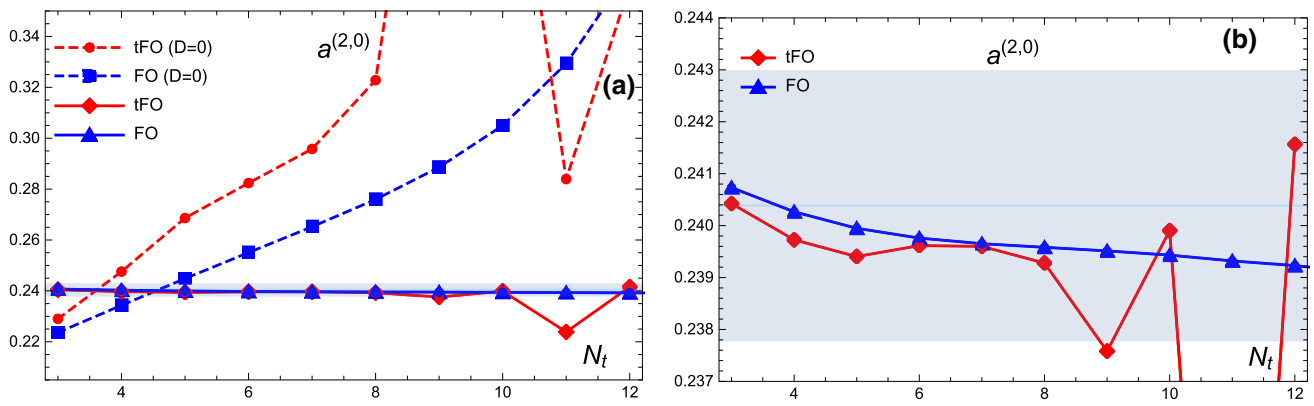 tFO (D=0)
FO (D=0)
tFO
FO
a^(2,0)
(a)
N_t
0.34
0.32
0.30
0.28
0.26
0.24
0.22
4 6 8 10 12
tFO
FO
a^(2,0)
(b)
N_t
0.244
0.243
0.242
0.241
0.240
0.239
0.238
0.237
4 6 8 10 12